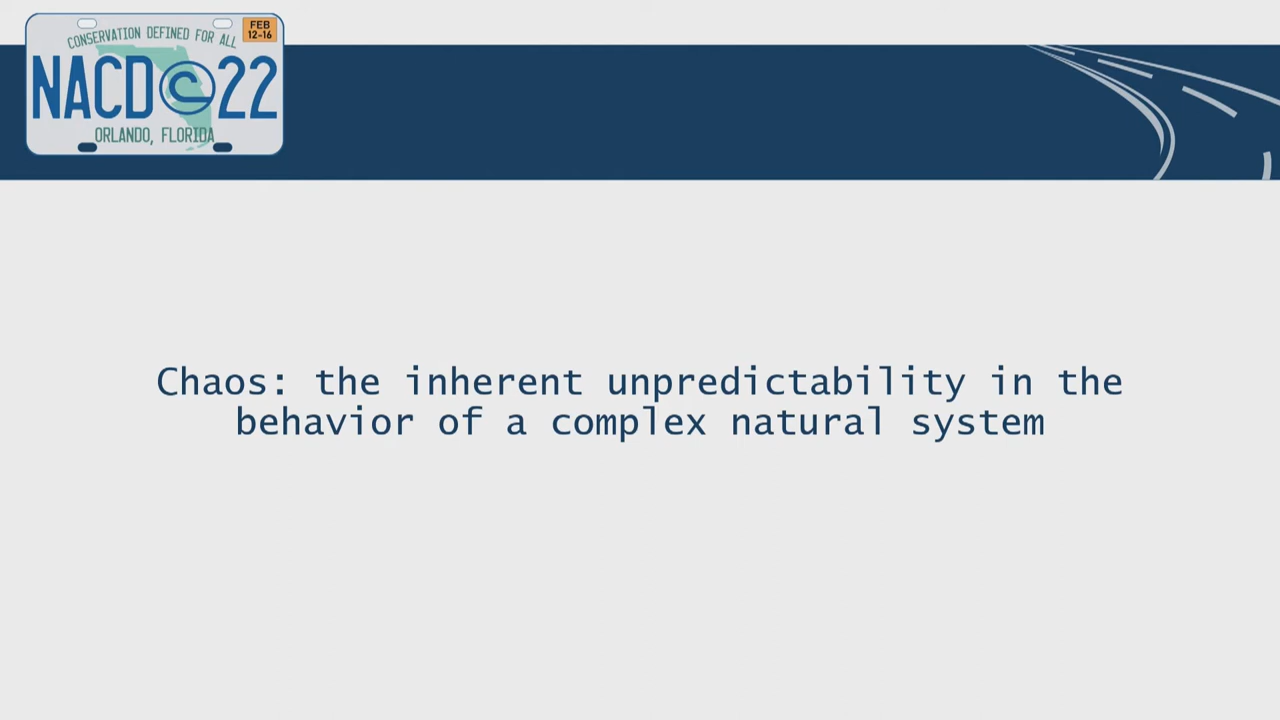 CONSERVATION DEFINED FOR ALL
FEB
12-16
NACD 22
ORLANDO, FLORIDA
Chaos: the inherent unpredictability in the
behavior of a complex natural system